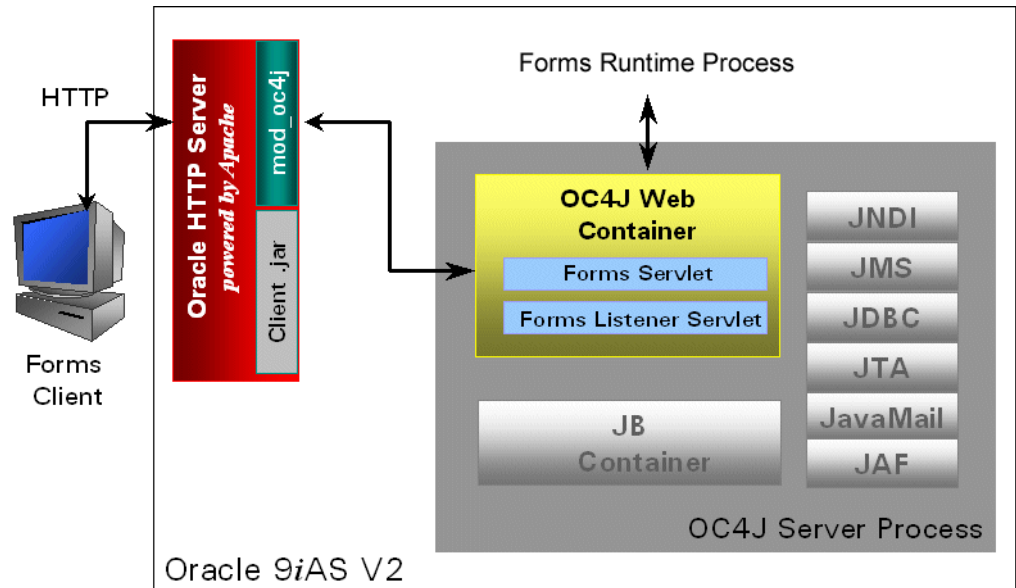 HTTP
Forms
Client
Oracle HTTP Server
powered by Apache
mod_oc4j
Client .jar
Forms Runtime Process
OC4J Web
Container
Forms Servlet
Forms Listener Servlet
JB
Container
JNDI
JMS
JDBC
JTA
JavaMail
JAF
OC4J Server Process
Oracle 9iAS V2